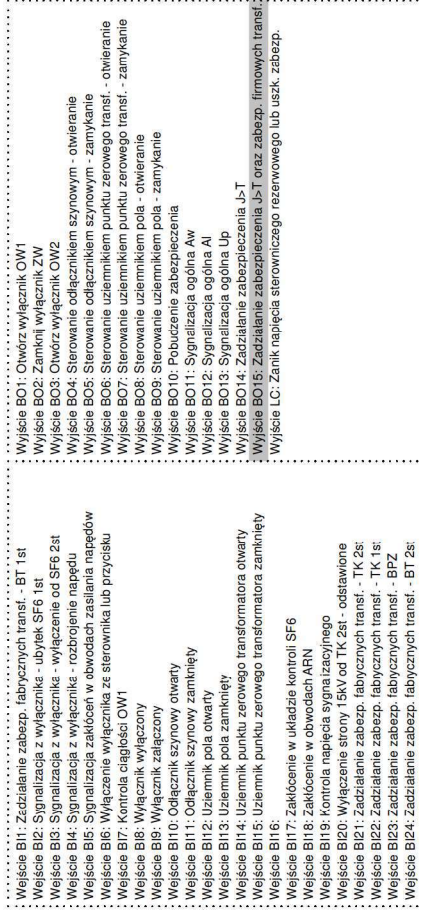 Wejście BI1: Zadziałanie zabezp. fabrycznych transf. - BT 1st
Wejście BI2: Sygnalizacja z wyłącznika - ubytek SF6 1st
Wejście BI3: Sygnalizacja z wyłącznika - wyłączenie od SF6 2st
Wejście BI4: Sygnalizacja z wyłącznika - rozbrojenie napędu
Wejście BI5: Sygnalizacja zakłóceń w obwodach zasilania napędów
Wejście BI6: Wyłączenie wyłącznika ze sterownika lub przycisku
Wejście BI7: Kontrola ciągłości OW1
Wejście BI8: Wyłącznik wyłączony
Wejście BI9: Wyłącznik załączony
Wejście BI10: Odłącznik szynowy otwarty
Wejście BI11: Odłącznik szynowy zamknięty
Wejście BI12: Uziemnik pola otwarty
Wejście BI13: Uziemnik pola zamknięty
Wejście BI14: Uziemnik punktu zerowego transformatora otwarty
Wejście BI15: Uziemnik punktu zerowego transformatora zamknięty
Wejście BI16:
Wejście BI17: Zakłócenie w układzie kontroli SF6
Wejście BI18: Zakłócenie w obwodach ARN
Wejście BI19: Kontrola napięcia sygnalizacyjnego
Wejście BI20: Wyłączenie strony 15kV od TK 2st - odstawione
Wejście BI21: Zadziałanie zabezp. fabrycznych transf. - TK 2st
Wejście BI22: Zadziałanie zabezp. fabrycznych transf. - TK 1st
Wejście BI23: Zadziałanie zabezp. fabrycznych transf. - BPZ
Wejście BI24: Zadziałanie zabezp. fabrycznych transf. - BT 2st
Wyjście BO1: Otwórz wyłącznik OW1
Wyjście BO2: Zamknij wyłącznik ZW
Wyjście BO3: Otwórz wyłącznik OW2
Wyjście BO4: Sterowanie odłącznikiem szynowym - otwieranie
Wyjście BO5: Sterowanie odłącznikiem szynowym - zamykanie
Wyjście BO6: Sterowanie uziemnikiem punktu zerowego transf. - otwieranie
Wyjście BO7: Sterowanie uziemnikiem punktu zerowego transf. - zamykanie
Wyjście BO8: Sterowanie uziemnikiem pola - otwieranie
Wyjście BO9: Sterowanie uziemnikiem pola - zamykanie
Wyjście BO10: Pobudzenie zabezpieczenia
Wyjście BO11: Sygnalizacja ogólna Aw
Wyjście BO12: Sygnalizacja ogólna Al
Wyjście BO13: Sygnalizacja ogólna Up
Wyjście BO14: Zadziałanie zabezpieczenia J>T
Wyjście BO15: Zadziałanie zabezpieczenia J>T oraz zabezp. firmowych transf.
Wyjście LC: Zanik napięcia sterowniczego rezerwowego lub uszk. zabezp.